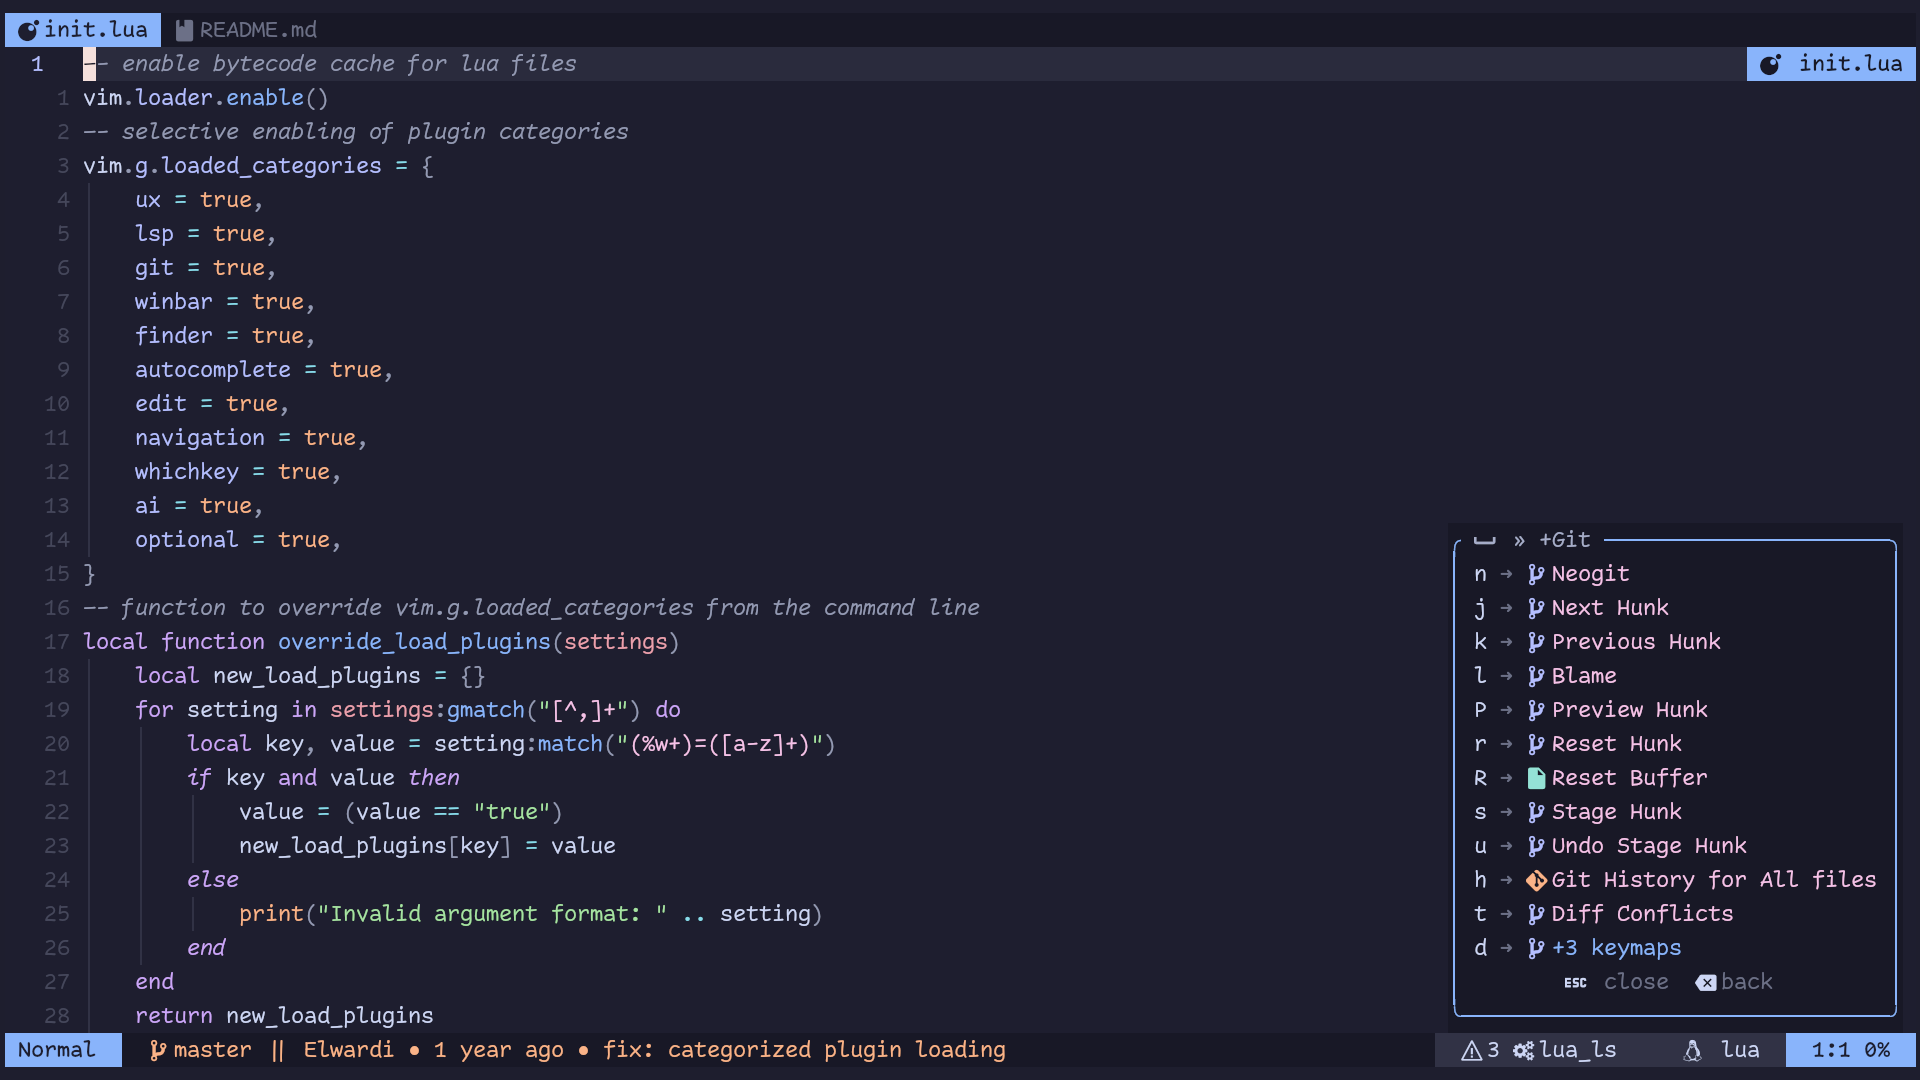 init.lua README.md
1 -- enable bytecode cache for lua files init.lua
1 vim.loader.enable()
2 -- selective enabling of plugin categories
3 vim.g.loaded_categories = {
4 ux = true,
5 lsp = true,
6 git = true,
7 winbar = true,
8 finder = true,
9 autocomplete = true,
10 edit = true,
11 navigation = true,
12 whichkey = true,
13 ai = true,
14 optional = true,
15 }
16 -- function to override vim.g.loaded_categories from the command line
17 local function override_load_plugins(settings)
18 local new_load_plugins = {}
19 for setting in settings:gmatch("[^,]+") do
20 local key, value = setting:match("(%w+)=([a-z]+)")
21 if key and value then
22 value = (value == "true")
23 new_load_plugins[key] = value
24 else
25 print("Invalid argument format: " .. setting)
26 end
27 end
28 return new_load_plugins
» +Git
n → Neogit
j → Next Hunk
k → Previous Hunk
l → Blame
P → Preview Hunk
r → Reset Hunk
R → Reset Buffer
s → Stage Hunk
u → Undo Stage Hunk
h → Git History for All files
t → Diff Conflicts
d → +3 keymaps
ESC close back
Normal master || Elwardi • 1 year ago • fix: categorized plugin loading 3 lua_ls lua 1:1 0%